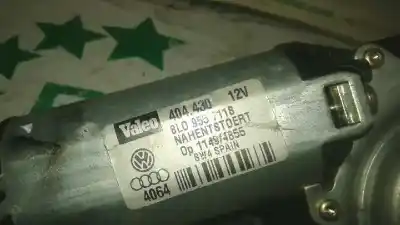 Valeo 404.430 12V
8L0 955 711B
NAHENTSTOERT
Op 11494855
SW4 SPAIN
4064